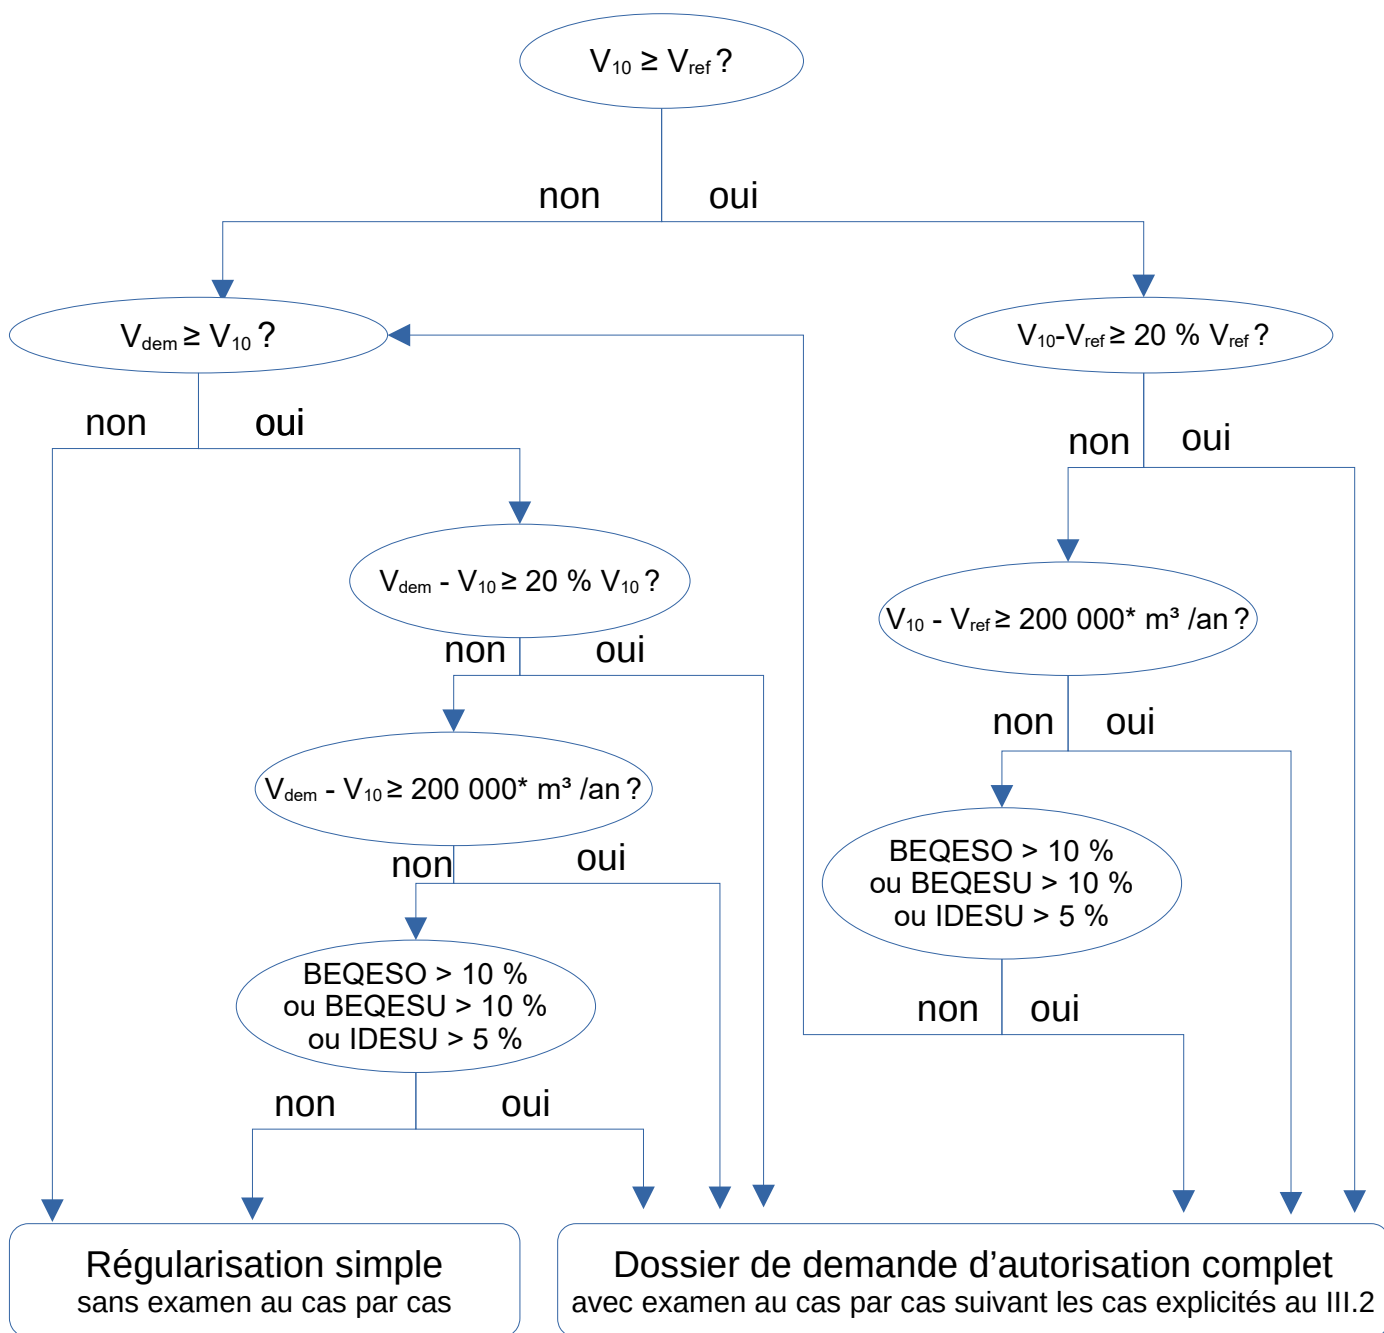 V₁₀ ≥ Vref ?
non
oui
Vdem ≥ V₁₀ ?
V₁₀-Vref ≥ 20 % Vref ?
non
oui
non
oui
Vdem - V₁₀ ≥ 20 % V₁₀ ?
V₁₀ - Vref ≥ 200 000* m³ /an ?
non
oui
non
oui
Vdem - V₁₀ ≥ 200 000* m³ /an ?
non
oui
BEQESO > 10 %
ou BEQESU > 10 %
ou IDESU > 5 %
BEQESO > 10 %
ou BEQESU > 10 %
ou IDESU > 5 %
non
oui
non
oui
Régularisation simple
sans examen au cas par cas
Dossier de demande d’autorisation complet
avec examen au cas par cas suivant les cas explicités au III.2